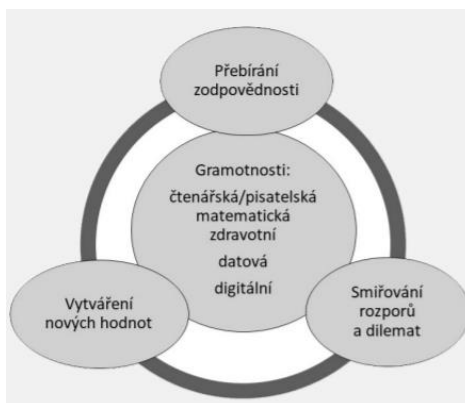 Přebírání
zodpovědnosti
Gramotnosti:
čtenářská/pisatelská
matematická
zdravotní
datová
digitální
Vytváření
nových hodnot
Smiřování
rozporů
a dilemat